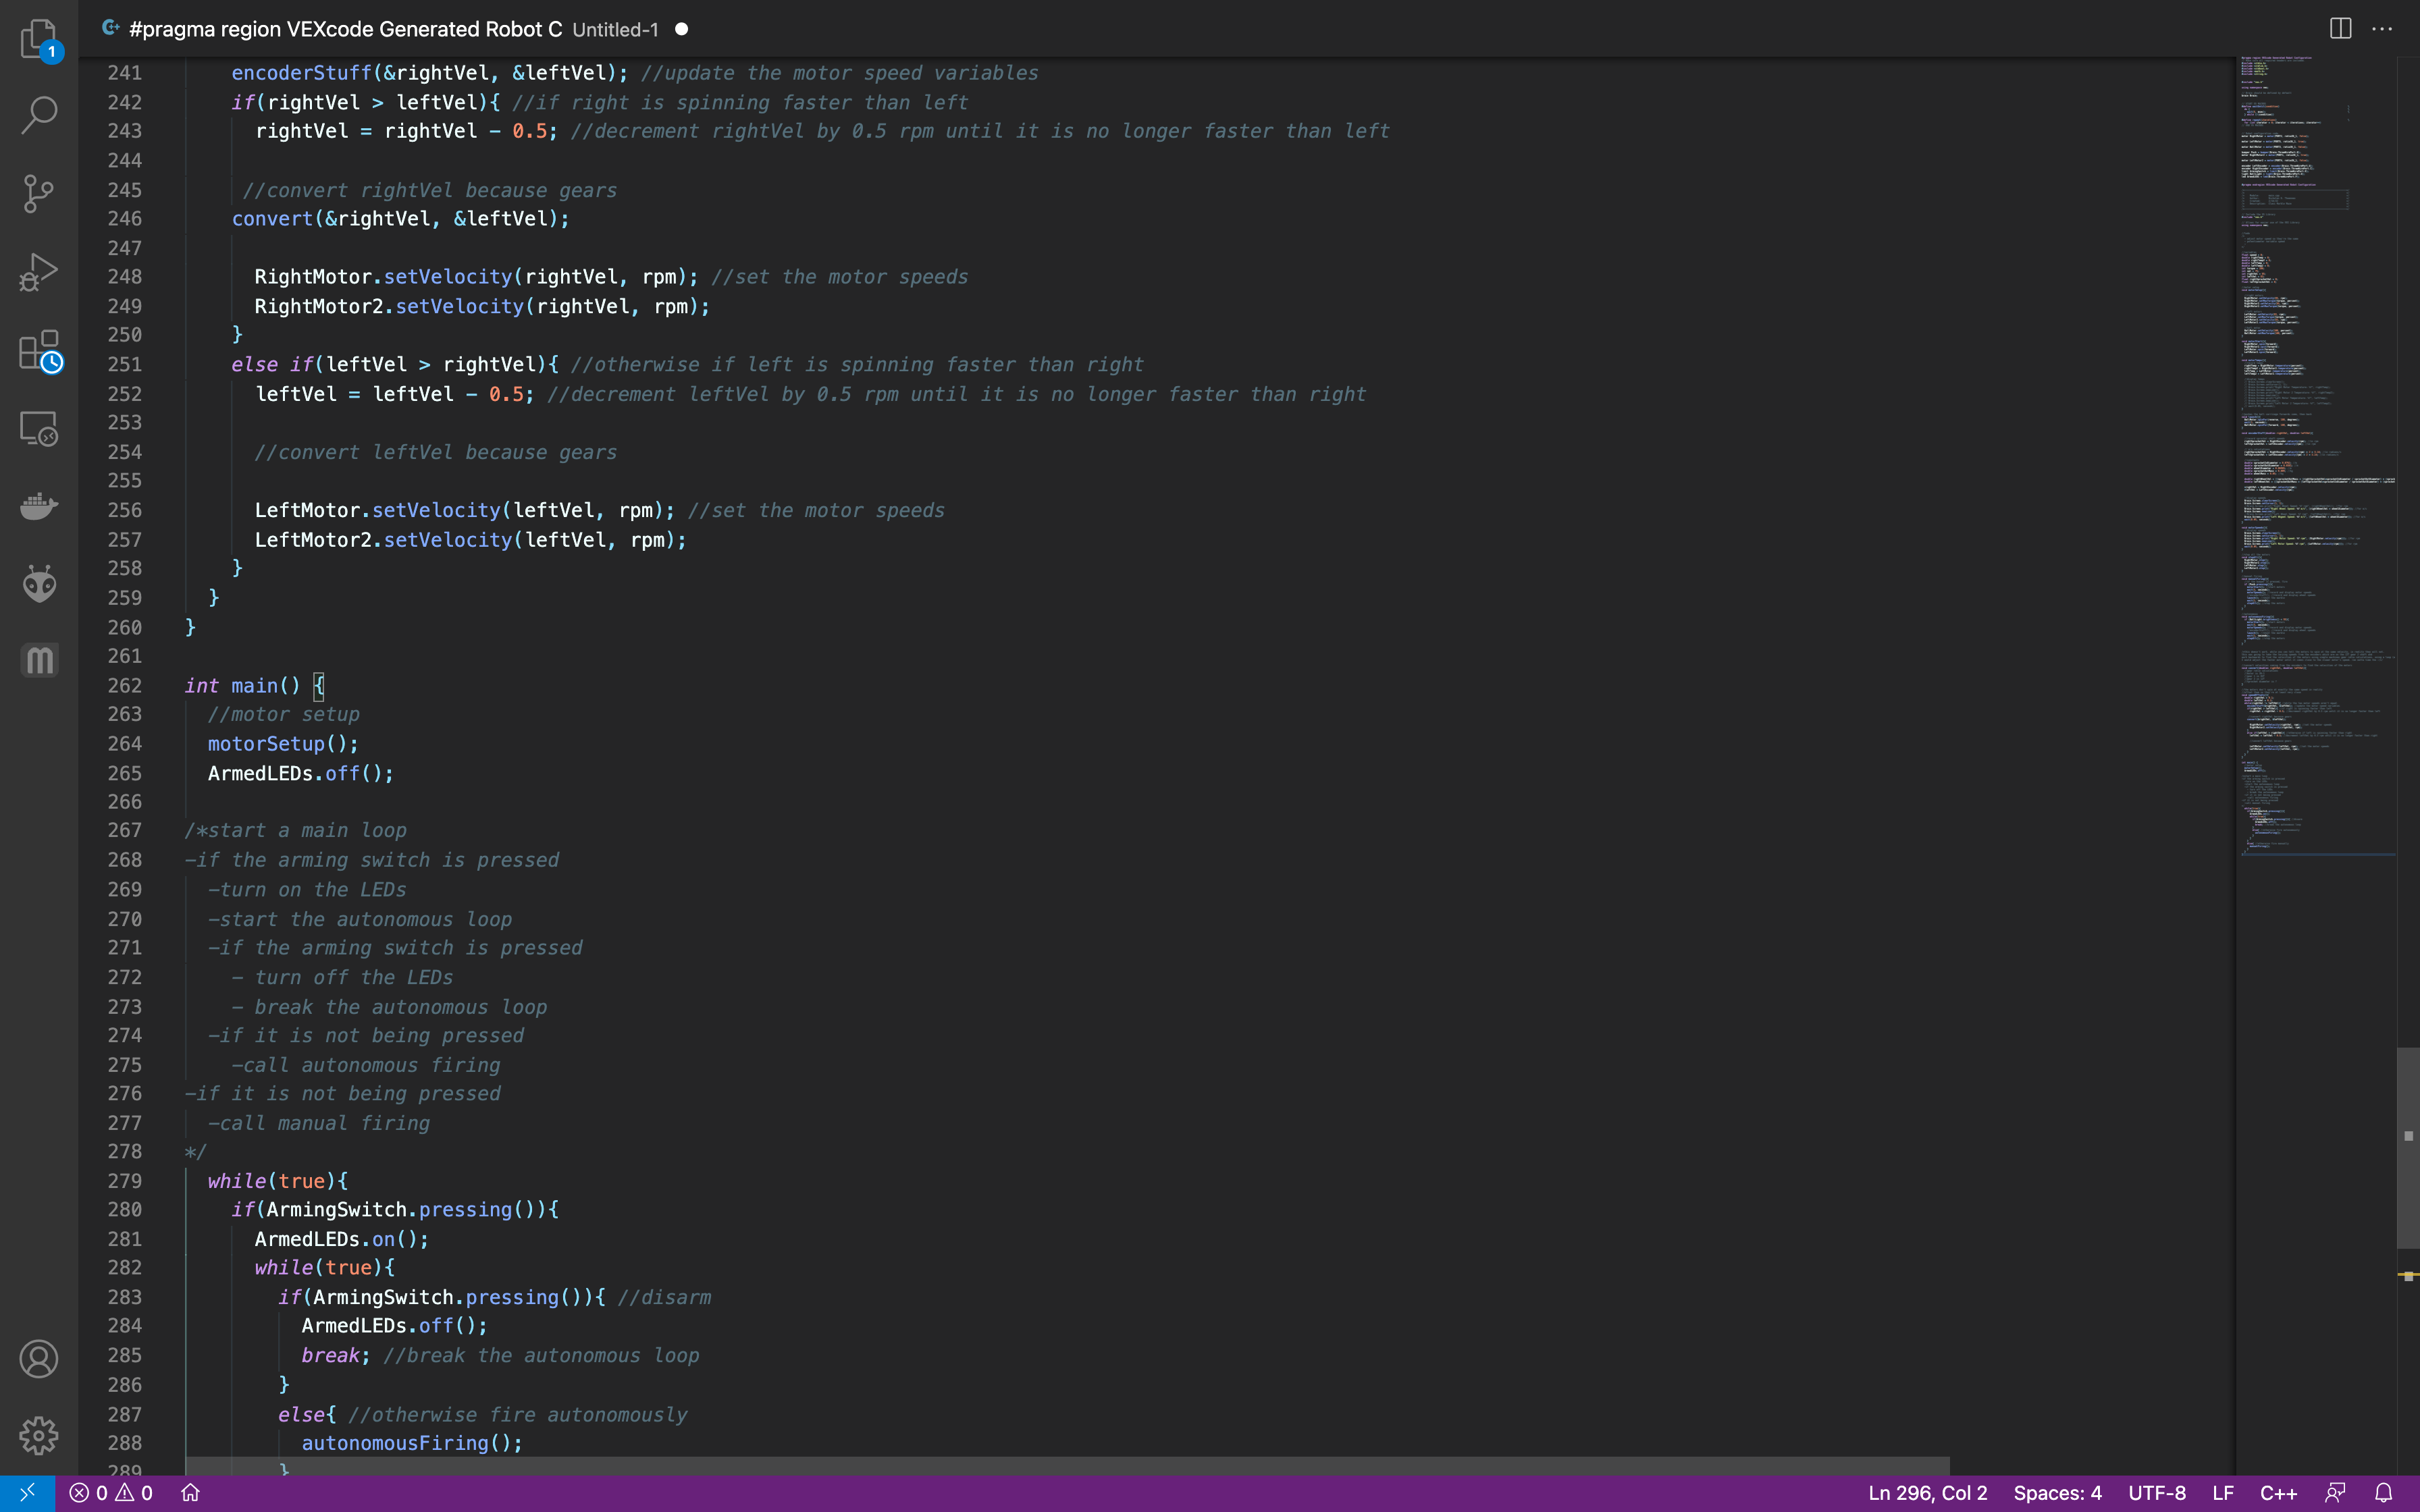 1
#pragma region VEXcode Generated Robot C Untitled-1
241 encoderStuff(&rightVel, &leftVel); //update the motor speed variables
242 if(rightVel > leftVel){ //if right is spinning faster than left
243 rightVel = rightVel - 0.5; //decrement rightVel by 0.5 rpm until it is no longer faster than left
244
245 //convert rightVel because gears
246 convert(&rightVel, &leftVel);
247
248 RightMotor.setVelocity(rightVel, rpm); //set the motor speeds
249 RightMotor2.setVelocity(rightVel, rpm);
250 }
251 else if(leftVel > rightVel){ //otherwise if left is spinning faster than right
252 leftVel = leftVel - 0.5; //decrement leftVel by 0.5 rpm until it is no longer faster than right
253
254 //convert leftVel because gears
255
256 LeftMotor.setVelocity(leftVel, rpm); //set the motor speeds
257 LeftMotor2.setVelocity(leftVel, rpm);
258 }
259 }
260 }
261
262 int main() {
263 //motor setup
264 motorSetup();
265 ArmedLEDs.off();
266
267 /*start a main loop
268 -if the arming switch is pressed
269 -turn on the LEDs
270 -start the autonomous loop
271 -if the arming switch is pressed
272 - turn off the LEDs
273 - break the autonomous loop
274 -if it is not being pressed
275 -call autonomous firing
276 -if it is not being pressed
277 -call manual firing
278 */
279 while(true){
280 if(ArmingSwitch.pressing()){
281 ArmedLEDs.on();
282 while(true){
283 if(ArmingSwitch.pressing()){ //disarm
284 ArmedLEDs.off();
285 break; //break the autonomous loop
286 }
287 else{ //otherwise fire autonomously
288 autonomousFiring();
289 }
0 0 Ln 296, Col 2 Spaces: 4 UTF-8 LF C++